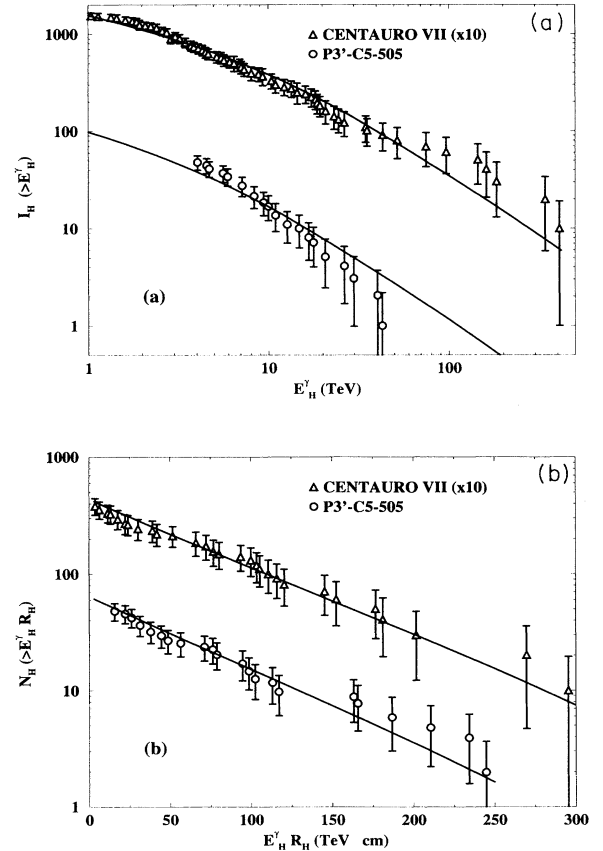 (a)
1000
△ CENTAURO VII (x10)
○ P3'-C5-505
100
I_H (>E^γ_H)
10
(a)
1
1 10 100
E^γ_H (TeV)
(b)
1000
△ CENTAURO VII (x10)
○ P3'-C5-505
100
N_H (>E^γ_H R_H)
10
(b)
1
0 50 100 150 200 250 300
E^γ_H R_H (TeV cm)